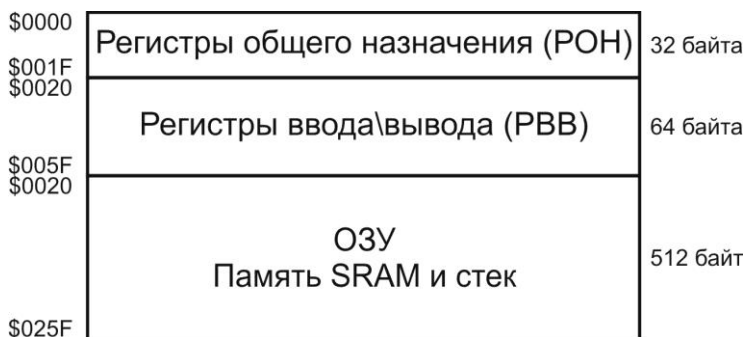 $0000
Регистры общего назначения (РОН)
32 байта
$001F
$0020
Регистры ввода\вывода (РВВ)
64 байта
$005F
$0020
ОЗУ
Память SRAM и стек
512 байт
$025F